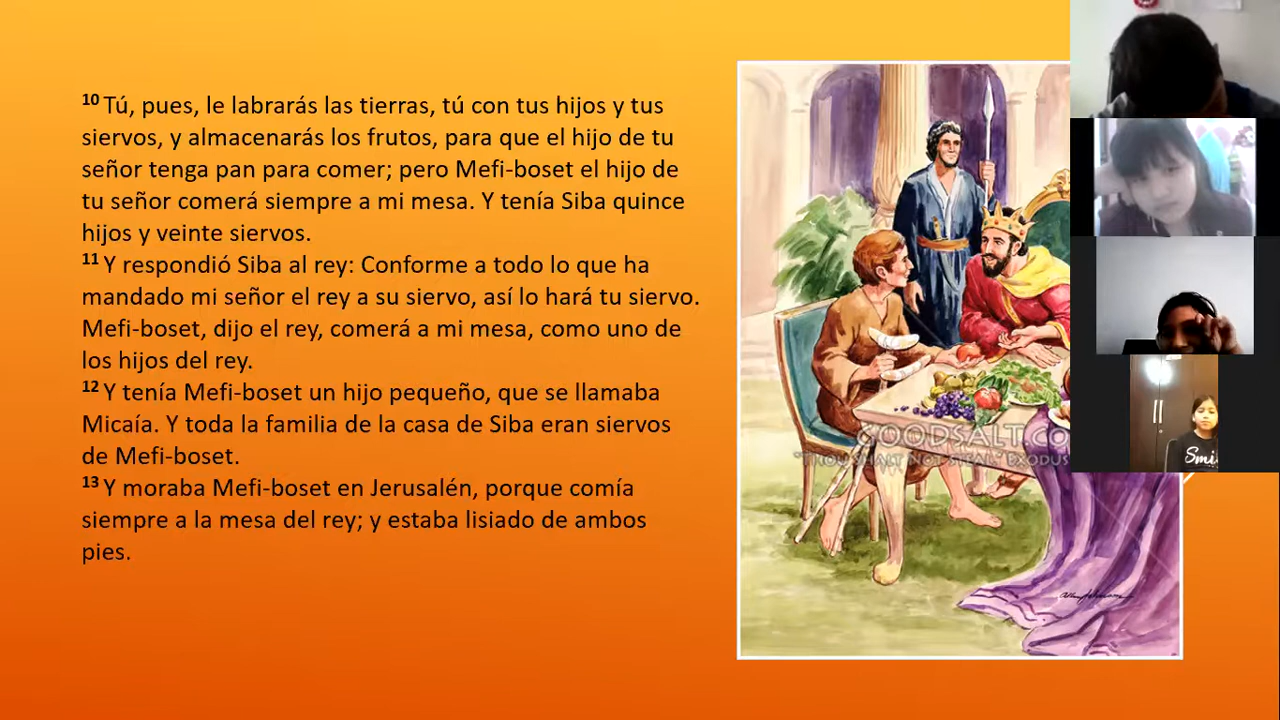 10 Tú, pues, le labrarás las tierras, tú con tus hijos y tus
siervos, y almacenarás los frutos, para que el hijo de tu
señor tenga pan para comer; pero Mefi-boset el hijo de
tu señor comerá siempre a mi mesa. Y tenía Siba quince
hijos y veinte siervos.
11 Y respondió Siba al rey: Conforme a todo lo que ha
mandado mi señor el rey a su siervo, así lo hará tu siervo.
Mefi-boset, dijo el rey, comerá a mi mesa, como uno de
los hijos del rey.
12 Y tenía Mefi-boset un hijo pequeño, que se llamaba
Micaía. Y toda la familia de la casa de Siba eran siervos
de Mefi-boset.
13 Y moraba Mefi-boset en Jerusalén, porque comía
siempre a la mesa del rey; y estaba lisiado de ambos
pies.
GOODSALT.CO
"THOU SHALT NOT STEAL" EXODUS
Smi